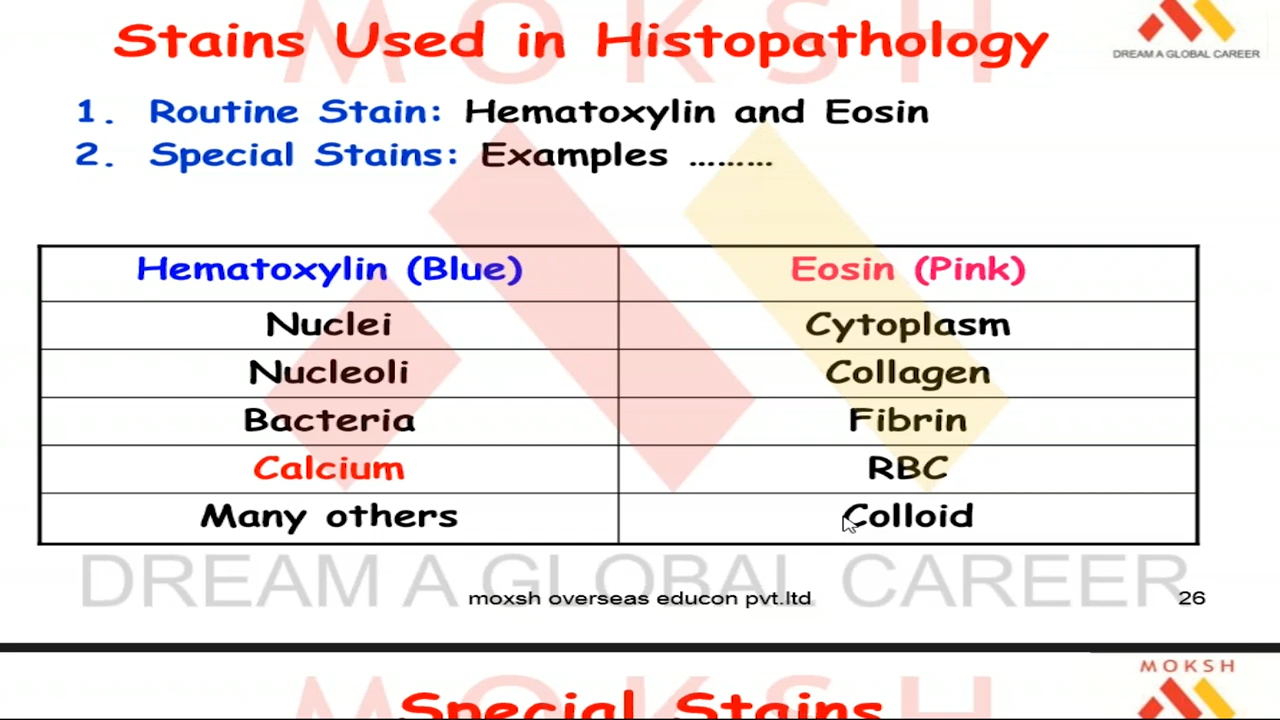 MOKSH
Stains Used in Histopathology
DREAM A GLOBAL CAREER
1. Routine Stain: Hematoxylin and Eosin
2. Special Stains: Examples .........
Hematoxylin (Blue) Eosin (Pink)
Nuclei Cytoplasm
Nucleoli Collagen
Bacteria Fibrin
Calcium RBC
Many others Colloid
DREAM A GLOBAL CAREER
moxsh overseas educon pvt.ltd 26
MOKSH
MOKSH
Special Stains